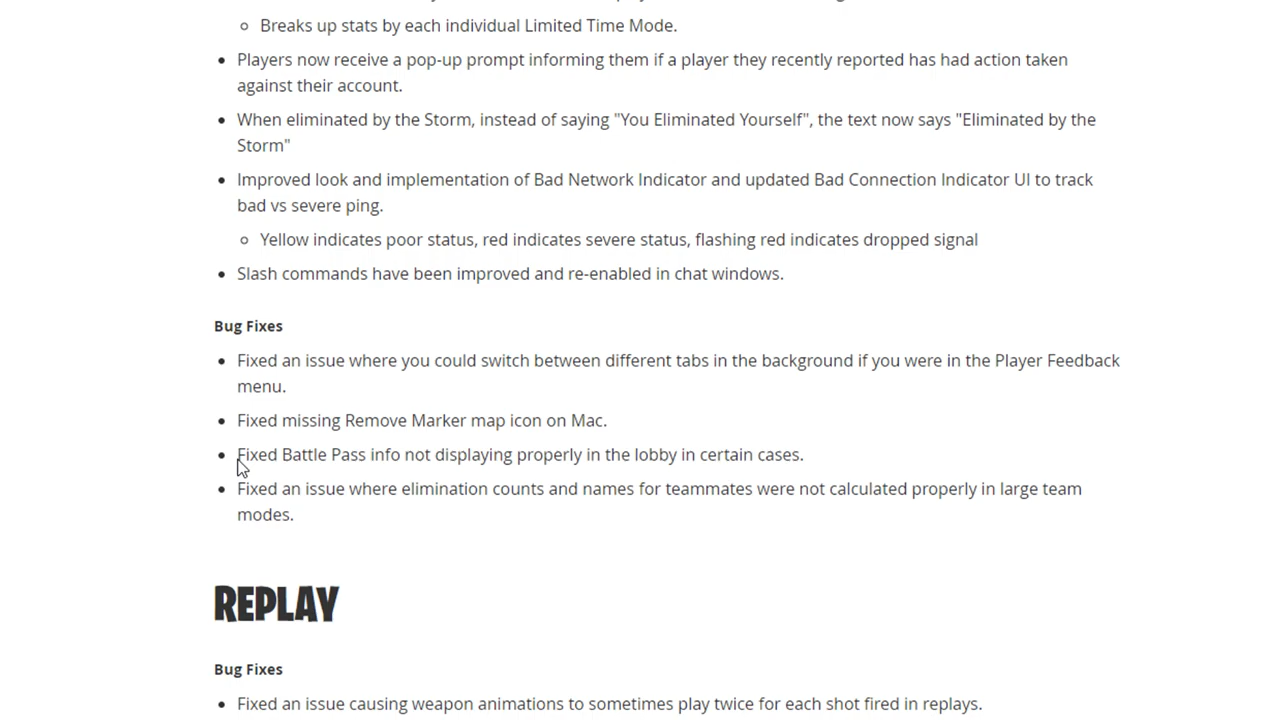 Breaks up stats by each individual Limited Time Mode.
Players now receive a pop-up prompt informing them if a player they recently reported has had action taken
against their account.
When eliminated by the Storm, instead of saying "You Eliminated Yourself", the text now says "Eliminated by the
Storm"
Improved look and implementation of Bad Network Indicator and updated Bad Connection Indicator UI to track
bad vs severe ping.
Yellow indicates poor status, red indicates severe status, flashing red indicates dropped signal
Slash commands have been improved and re-enabled in chat windows.
Bug Fixes
Fixed an issue where you could switch between different tabs in the background if you were in the Player Feedback
menu.
Fixed missing Remove Marker map icon on Mac.
Fixed Battle Pass info not displaying properly in the lobby in certain cases.
Fixed an issue where elimination counts and names for teammates were not calculated properly in large team
modes.
REPLAY
Bug Fixes
Fixed an issue causing weapon animations to sometimes play twice for each shot fired in replays.